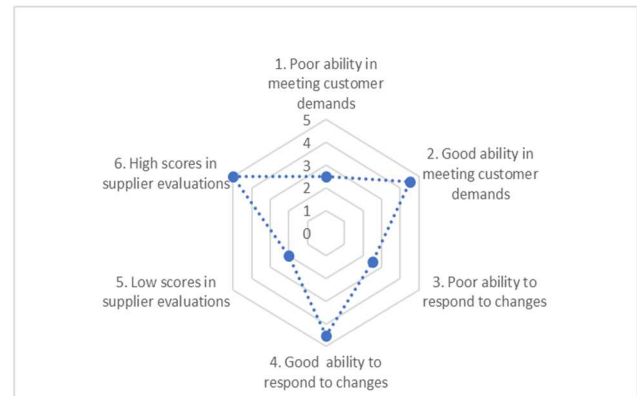 1. Poor ability in
meeting customer
demands
5
4
3
2
1
0
2. Good ability in
meeting customer
demands
3. Poor ability to
respond to changes
4. Good ability to
respond to changes
5. Low scores in
supplier evaluations
6. High scores in
supplier evaluations